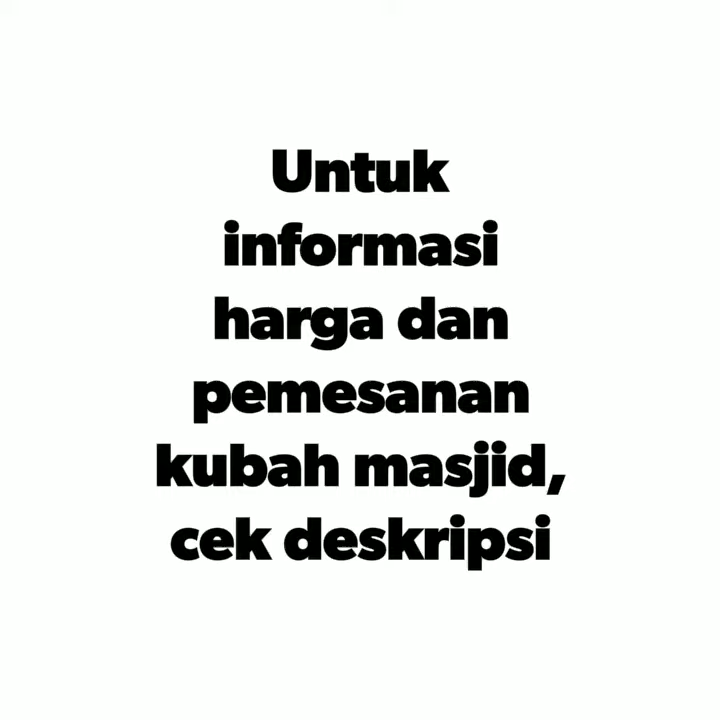 Untuk
informasi
harga dan
pemesanan
kubah masjid,
cek deskripsi